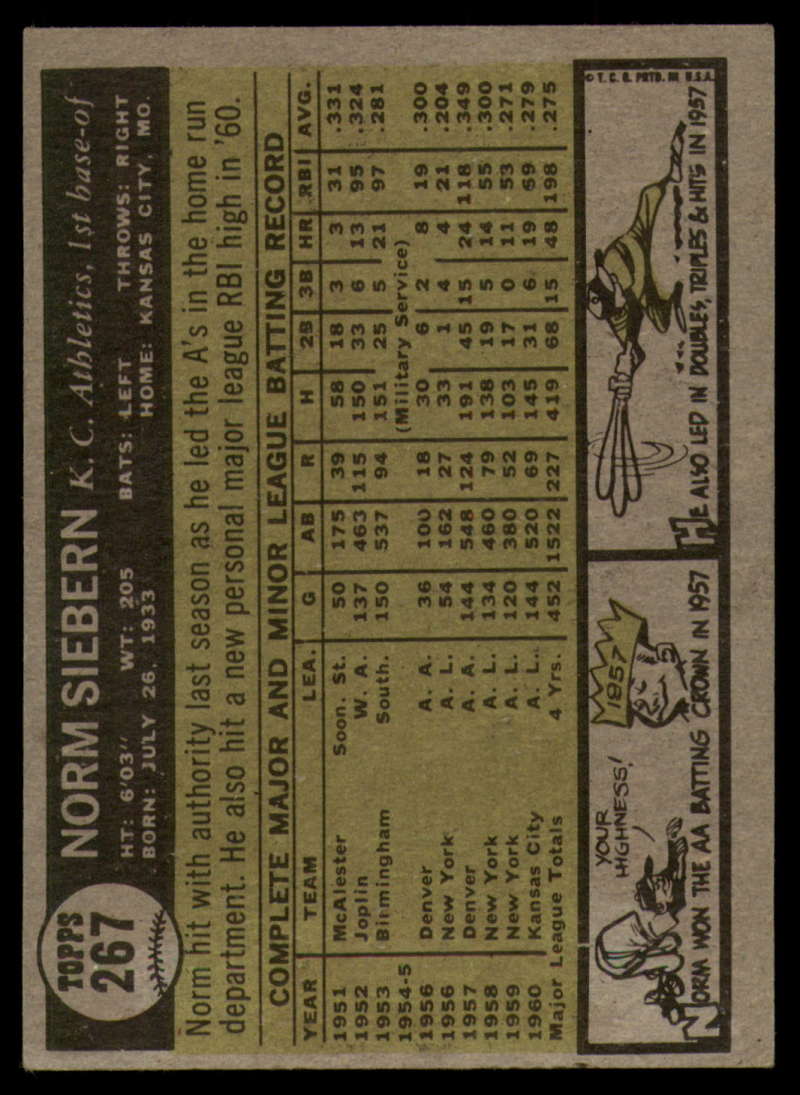 TOPPS
267
NORM SIEBERN K. C. Athletics, 1st base-of
HT: 6'03" WT: 205 BATS: LEFT THROWS: RIGHT
BORN: JULY 26, 1933 HOME: KANSAS CITY, MO.
Norm hit with authority last season as he led the A's in the home run
department. He also hit a new personal major league RBI high in '60.
COMPLETE MAJOR AND MINOR LEAGUE BATTING RECORD
YEAR TEAM LEA. G AB R H 2B 3B HR RBI AVG.
1951 McAlester Soon. St. 50 175 39 58 18 3 3 31 .331
1952 Joplin W. A. 137 463 115 150 33 6 13 95 .324
1953 Birmingham South. 150 537 94 151 25 5 21 97 .281
1954-5 (Military Service)
1956 Denver A. A. 36 100 18 30 6 2 8 19 .300
1956 New York A. L. 54 162 27 33 1 4 4 21 .204
1957 Denver A. A. 144 548 124 191 45 15 24 118 .349
1958 New York A. L. 134 460 79 138 19 5 14 55 .300
1959 New York A. L. 120 380 52 103 17 0 11 53 .271
1960 Kansas City A. L. 144 520 69 145 31 6 19 69 .279
Major League Totals 4 Yrs. 452 1522 227 419 68 15 48 198 .275
YOUR
HIGHNESS!
1957
NORM WON THE AA BATTING CROWN IN 1957
© T. C. G. PRTD. IN U.S.A.
HE ALSO LED IN DOUBLES, TRIPLES & HITS IN 1957